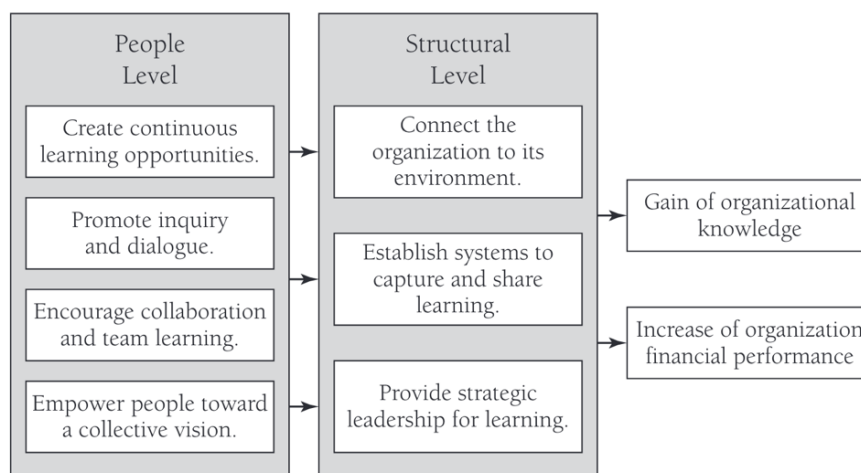 People
Level
Create continuous
learning opportunities.
Promote inquiry
and dialogue.
Encourage collaboration
and team learning.
Empower people toward
a collective vision.
Structural
Level
Connect the
organization to its
environment.
Establish systems to
capture and share
learning.
Provide strategic
leadership for learning.
Gain of organizational
knowledge
Increase of organization
financial performance